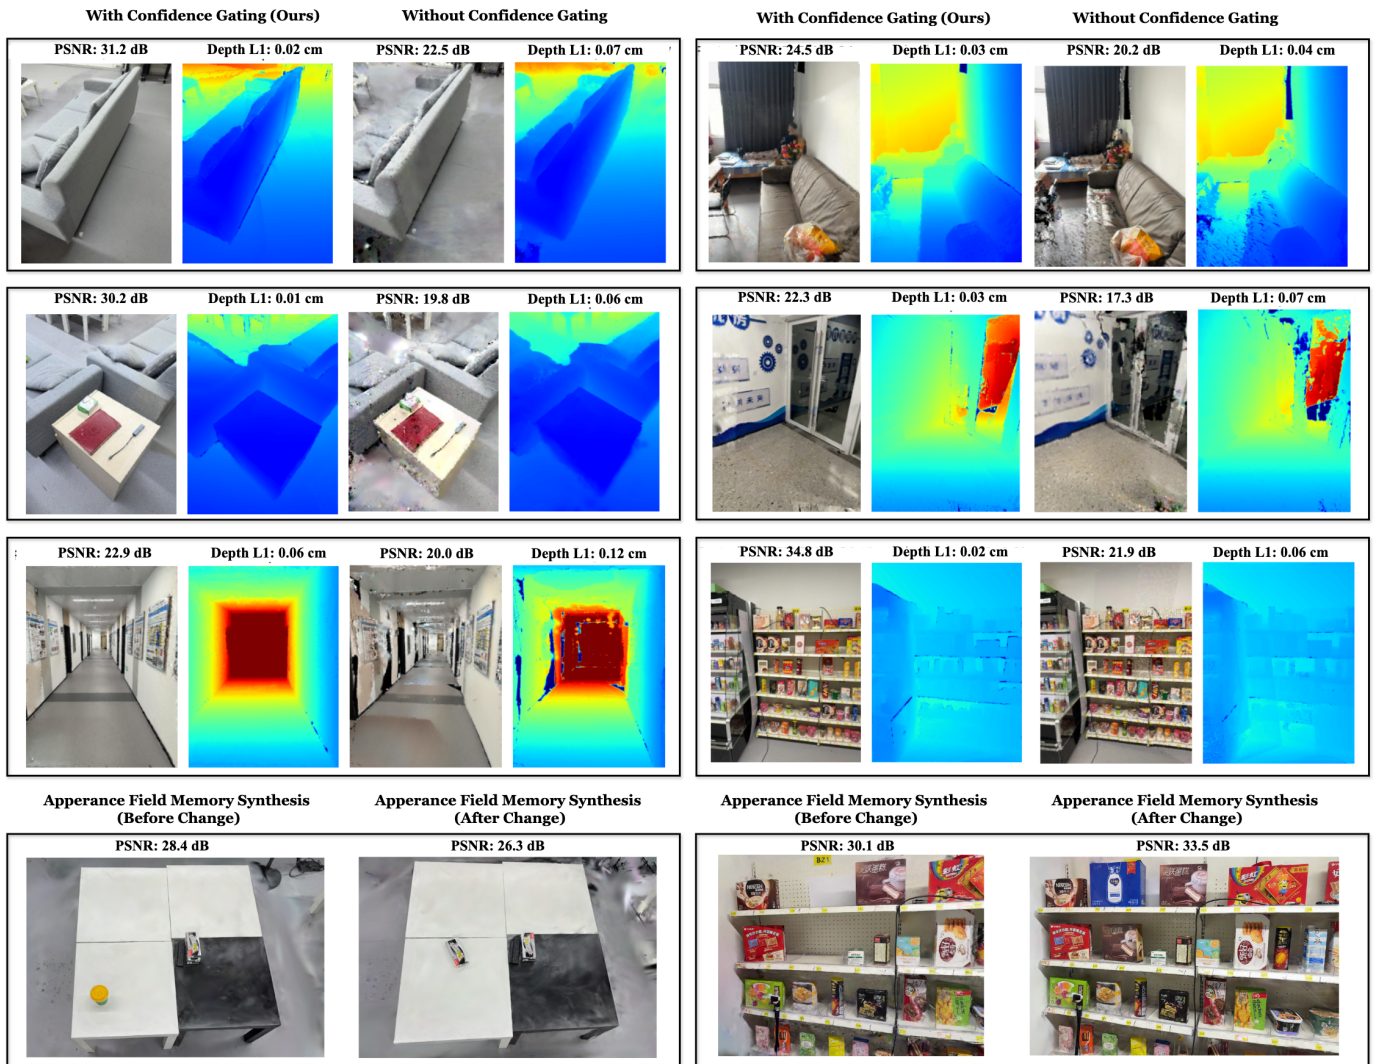 With Confidence Gating (Ours)
Without Confidence Gating
With Confidence Gating (Ours)
Without Confidence Gating
PSNR: 31.2 dB
Depth L1: 0.02 cm
PSNR: 22.5 dB
Depth L1: 0.07 cm
PSNR: 24.5 dB
Depth L1: 0.03 cm
PSNR: 20.2 dB
Depth L1: 0.04 cm
PSNR: 30.2 dB
Depth L1: 0.01 cm
PSNR: 19.8 dB
Depth L1: 0.06 cm
PSNR: 22.3 dB
Depth L1: 0.03 cm
PSNR: 17.3 dB
Depth L1: 0.07 cm
PSNR: 22.9 dB
Depth L1: 0.06 cm
PSNR: 20.0 dB
Depth L1: 0.12 cm
PSNR: 34.8 dB
Depth L1: 0.02 cm
PSNR: 21.9 dB
Depth L1: 0.06 cm
Apperance Field Memory Synthesis
(Before Change)
Apperance Field Memory Synthesis
(After Change)
Apperance Field Memory Synthesis
(Before Change)
Apperance Field Memory Synthesis
(After Change)
PSNR: 28.4 dB
PSNR: 26.3 dB
PSNR: 30.1 dB
PSNR: 33.5 dB